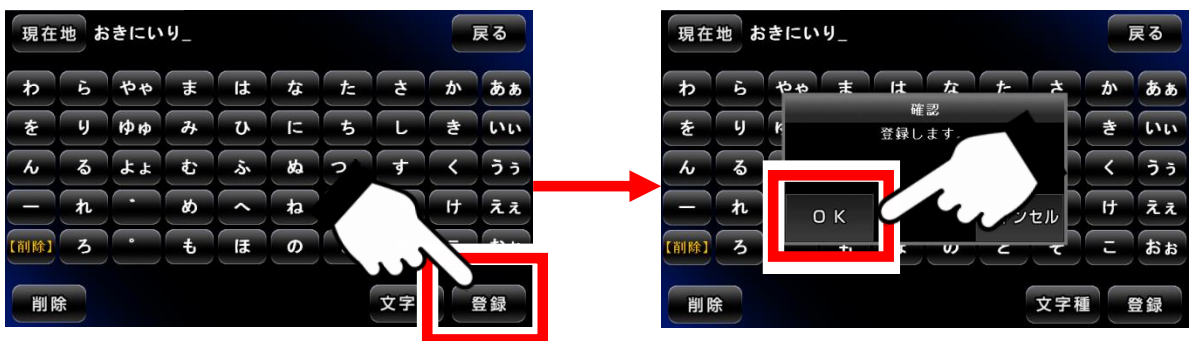 現在地 おきにいり_ 戻る
わ ら やゃ ま は な た さ か あぁ
を り ゆゅ み ひ に ち し き いぃ
ん る よょ む ふ ぬ つ す く うぅ
ー れ ゛ め へ ね け えぇ
【削除】 ろ ゜ も ほ の
削除 文字 登録
現在地 おきにいり_ 戻る
わ ら やゃ ま は な た さ か あぁ
確認
を り 登録します。 き いぃ
ん る く うぅ
ー れ OK ンセル け えぇ
【削除】 ろ も ほ の と そ こ おぉ
削除 文字種 登録